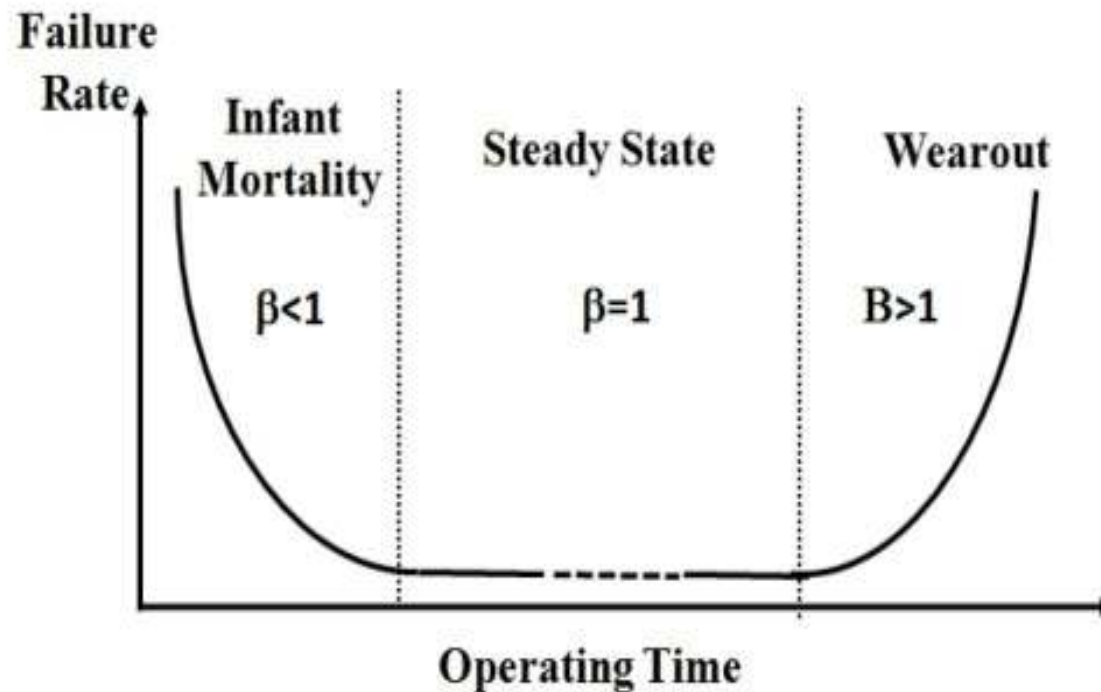 Failure
Rate
Infant
Mortality
Steady State
Wearout
β<1
β=1
B>1
Operating Time